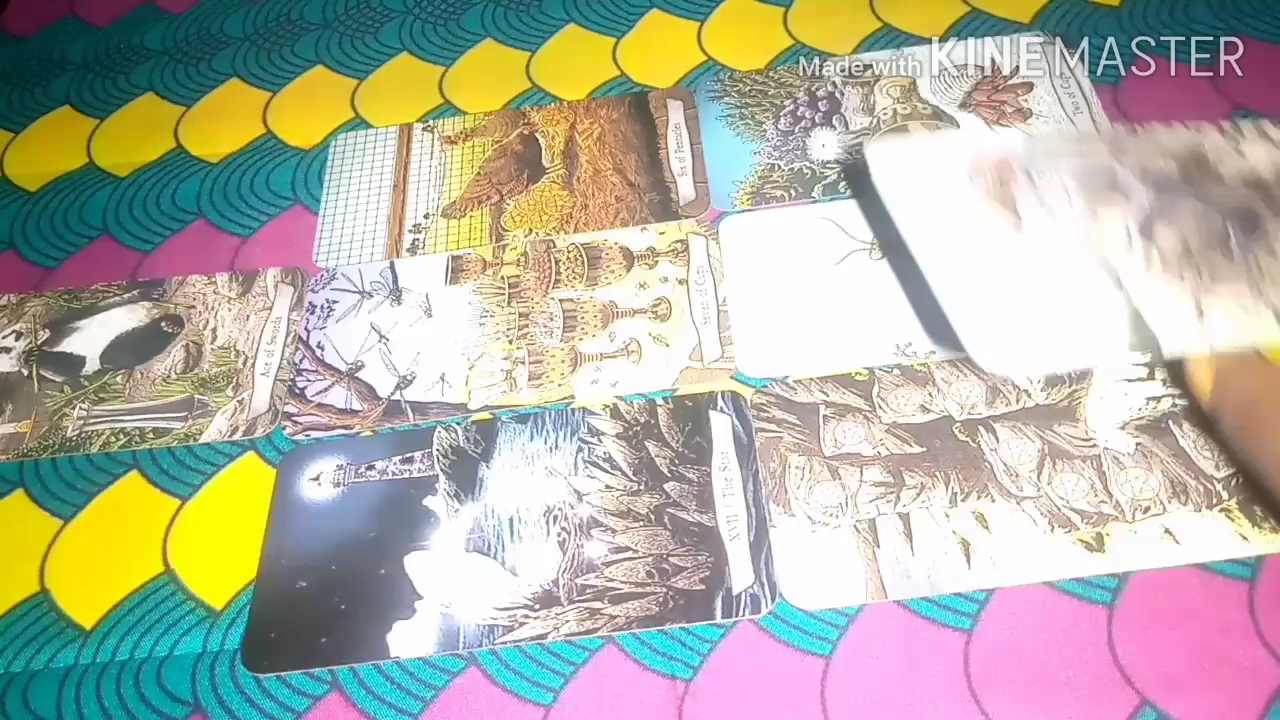 Made with KINEMASTER
Six of Pentacles
Two of Cups
Ace of Swords
Seven of Cups
XVII The Star